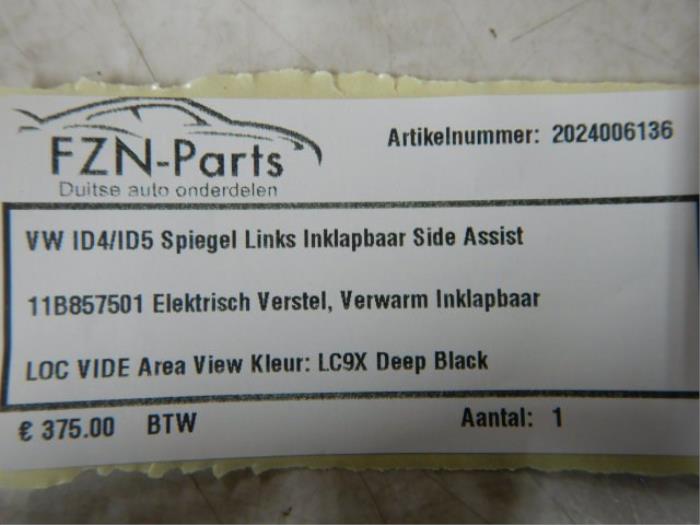 FZN-Parts
Duitse auto onderdelen
Artikelnummer: 2024006136
VW ID4/ID5 Spiegel Links Inklapbaar Side Assist
11B857501 Elektrisch Verstel, Verwarm Inklapbaar
LOC VIDE Area View Kleur: LC9X Deep Black
€ 375.00 BTW Aantal: 1